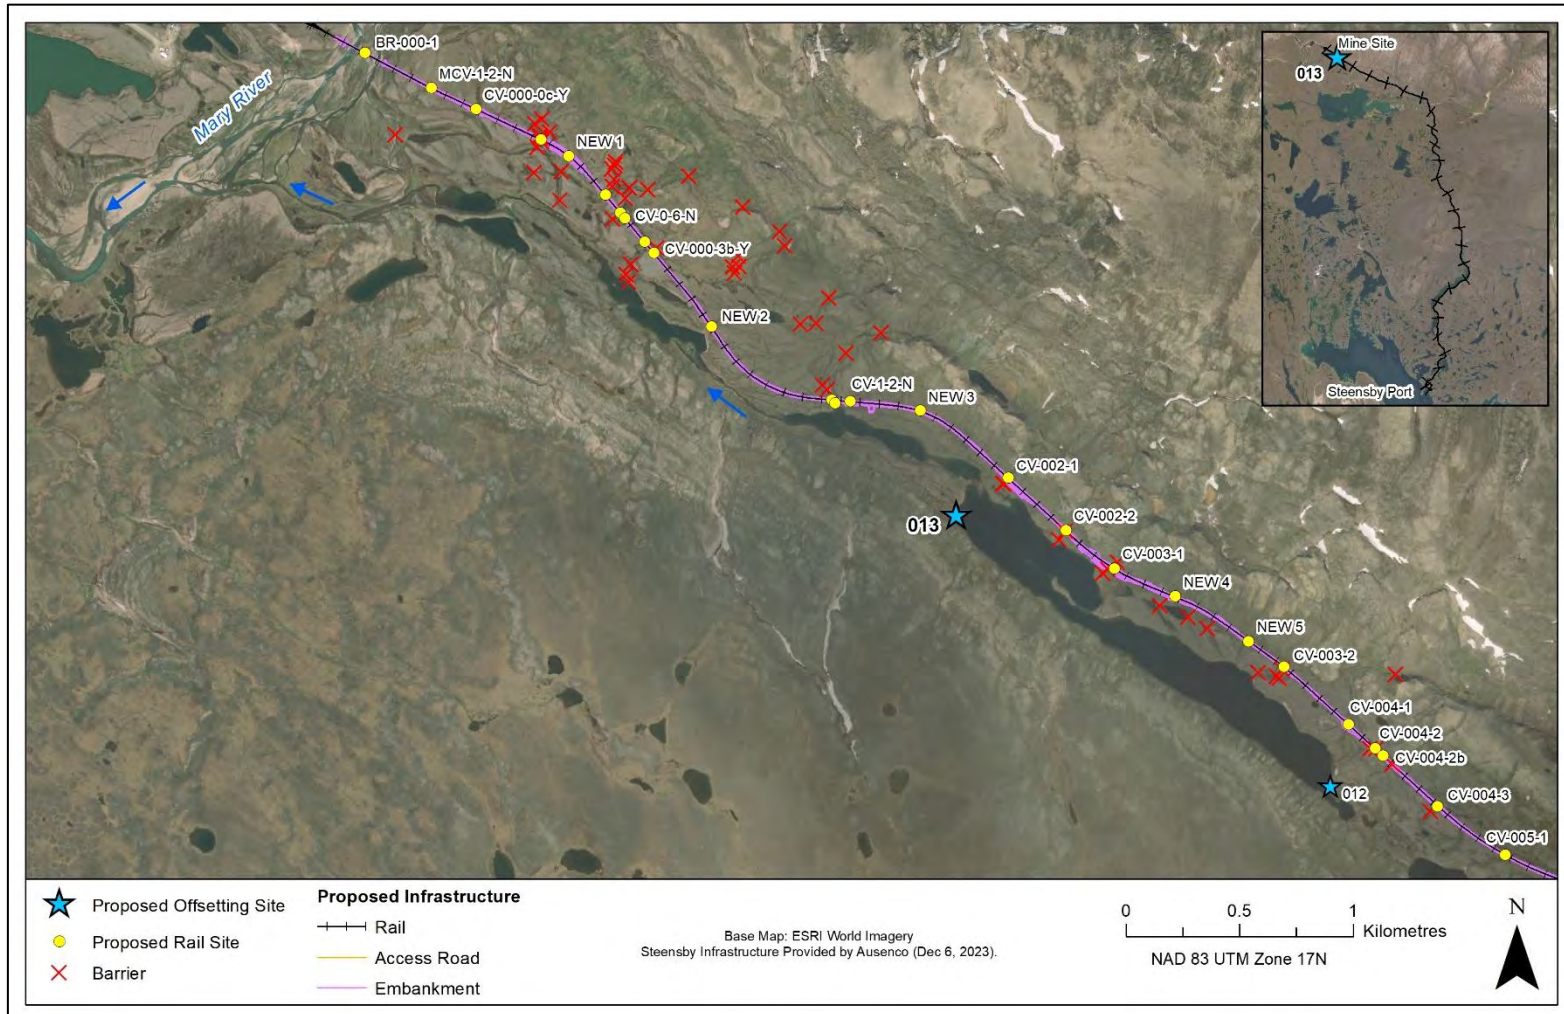 BR-000-1
MCV-1-2-N
CV-000-0c-Y
Mary River
NEW 1
CV-0-6-N
CV-000-3b-Y
NEW 2
CV-1-2-N
NEW 3
CV-002-1
013
CV-002-2
CV-003-1
NEW 4
NEW 5
CV-003-2
CV-004-1
CV-004-2
CV-004-2b
012
CV-004-3
CV-005-1
Mine Site
013
Steensby Port
Proposed Offsetting Site
Proposed Rail Site
Barrier
Proposed Infrastructure
Rail
Access Road
Embankment
Base Map: ESRI World Imagery
Steensby Infrastructure Provided by Ausenco (Dec 6, 2023).
0 0.5 1
Kilometres
NAD 83 UTM Zone 17N
N